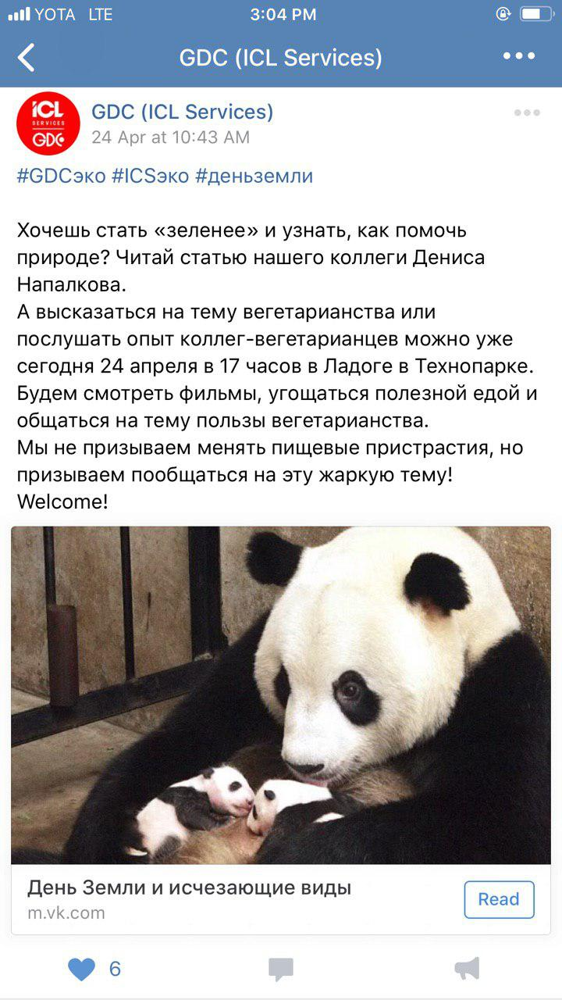 YOTA LTE 3:04 PM
GDC (ICL Services)
iCL
SERVICES
GDC
GDC (ICL Services)
24 Apr at 10:43 AM
#GDCэко #ICSэко #деньземли
Хочешь стать «зеленее» и узнать, как помочь
природе? Читай статью нашего коллеги Дениса
Напалкова.
А высказаться на тему вегетарианства или
послушать опыт коллег-вегетарианцев можно уже
сегодня 24 апреля в 17 часов в Ладоге в Технопарке.
Будем смотреть фильмы, угощаться полезной едой и
общаться на тему пользы вегетарианства.
Мы не призываем менять пищевые пристрастия, но
призываем пообщаться на эту жаркую тему!
Welcome!
День Земли и исчезающие виды
m.vk.com
Read
6